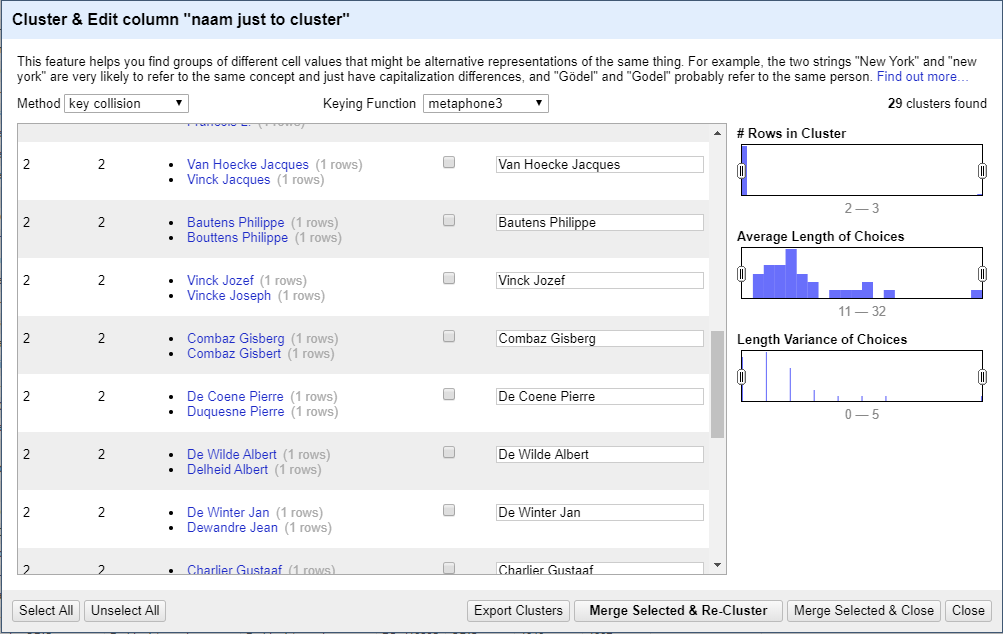 Cluster & Edit column "naam just to cluster"
This feature helps you find groups of different cell values that might be alternative representations of the same thing. For example, the two strings "New York" and "new
york" are very likely to refer to the same concept and just have capitalization differences, and "Gödel" and "Godel" probably refer to the same person. Find out more…
Method key collision Keying Function metaphone3 29 clusters found
2 2 • Van Hoecke Jacques (1 rows) Van Hoecke Jacques
• Vinck Jacques (1 rows)
2 2 • Bautens Philippe (1 rows) Bautens Philippe
• Bouttens Philippe (1 rows)
2 2 • Vinck Jozef (1 rows) Vinck Jozef
• Vincke Joseph (1 rows)
2 2 • Combaz Gisberg (1 rows) Combaz Gisberg
• Combaz Gisbert (1 rows)
2 2 • De Coene Pierre (1 rows) De Coene Pierre
• Duquesne Pierre (1 rows)
2 2 • De Wilde Albert (1 rows) De Wilde Albert
• Delheid Albert (1 rows)
2 2 • De Winter Jan (1 rows) De Winter Jan
• Dewandre Jean (1 rows)
2 2 • Charlier Gustaaf (1 rows) Charlier Gustaaf
# Rows in Cluster
2 — 3
Average Length of Choices
11 — 32
Length Variance of Choices
0 — 5
Select All Unselect All Export Clusters Merge Selected & Re-Cluster Merge Selected & Close Close